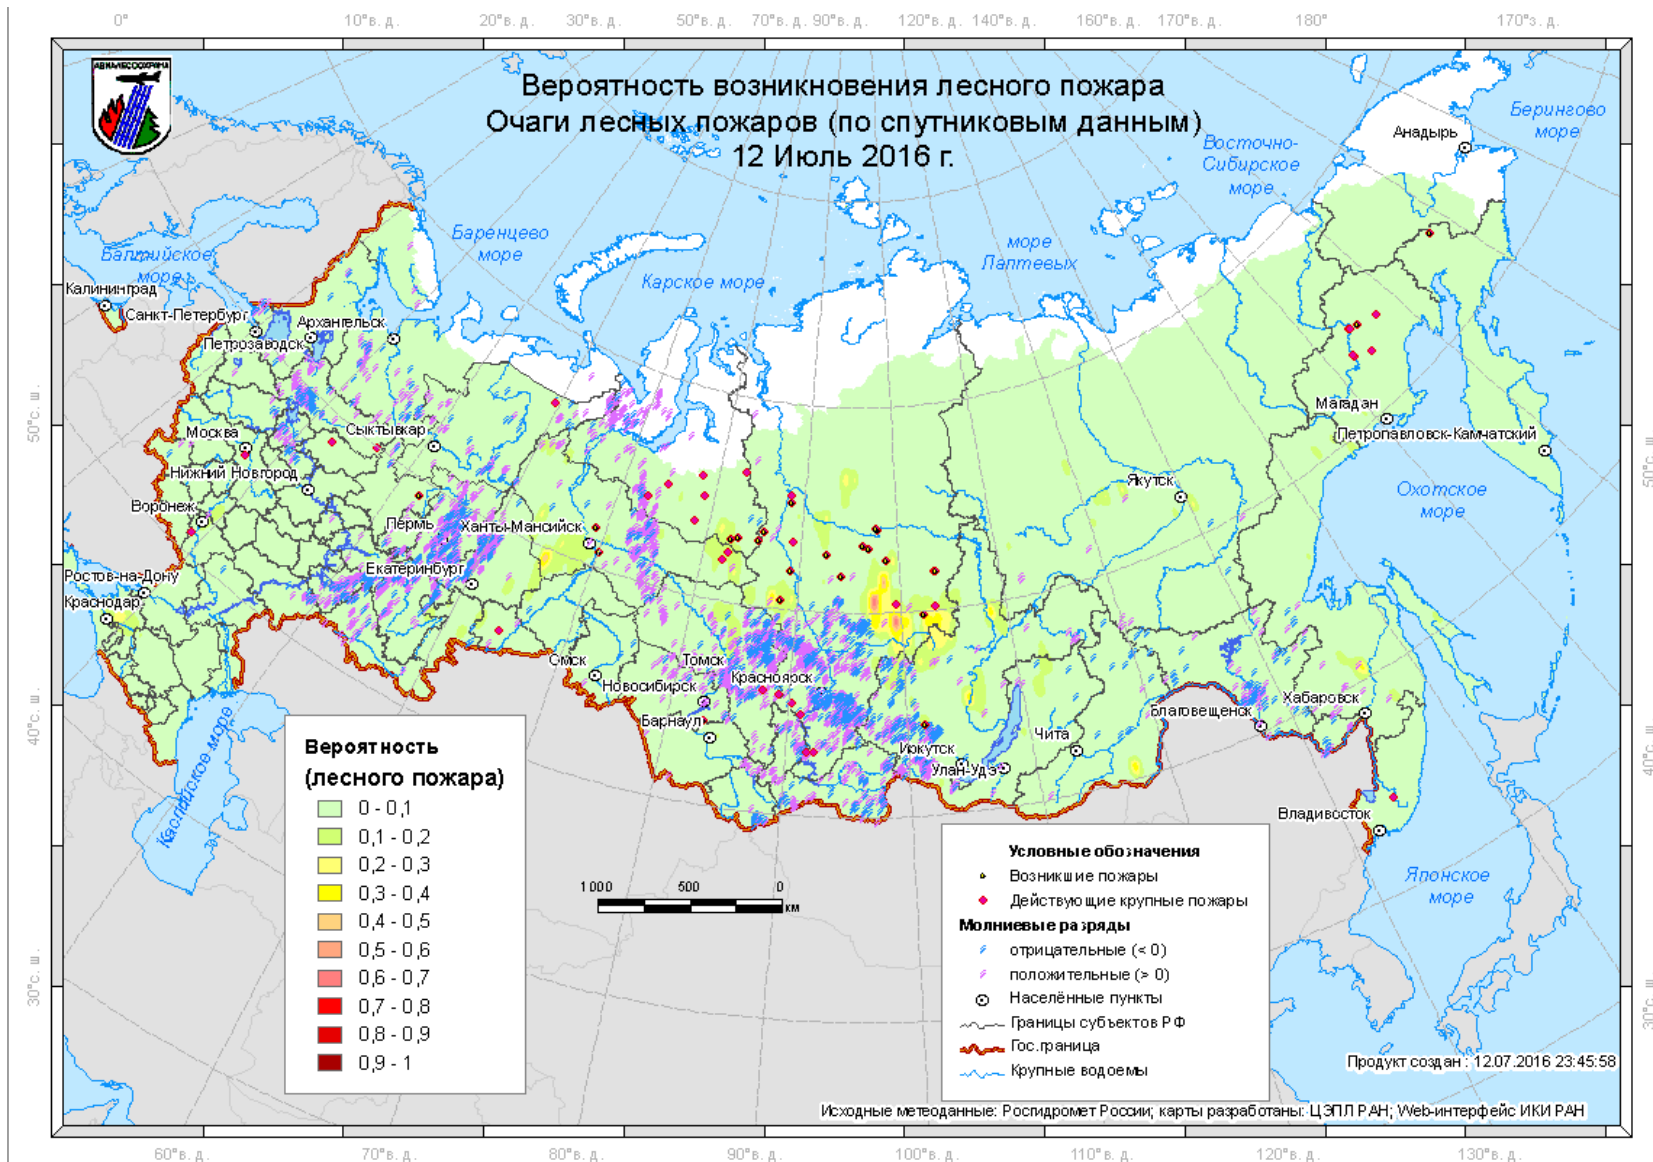 0°
10°в. д.
20°в. д.
30°в. д.
50°в. д.
70°в. д.
90°в. д.
120°в. д.
140°в. д.
160°в. д.
170°в. д.
180°
170°з. д.
АВИАЛЕСООХРАНА
Вероятность возникновения лесного пожара
Очаги лесных пожаров (по спутниковым данным)
12 Июль 2016 г.
Берингово
море
Анадырь
Восточно-
Сибирское
море
Баренцево
море
море
Лаптевых
Карское море
Балтийское
море
Калининград
Санкт-Петербург
Архангельск
Петрозаводск
50°с. ш.
Магадан
Петропавловск-Камчатский
50°с. ш.
Москва
Сыктывкар
Нижний Новгород
Якутск
Охотское
море
Воронеж
Пермь
Ханты-Мансийск
Екатеринбург
Ростов-на-Дону
Краснодар
Омск
Томск
Новосибирск
Красноярск
Барнаул
Иркутск
Улан-Удэ
Чита
Благовещенск
Хабаровск
Владивосток
40°с. ш.
40°с. ш.
Каспийское море
Японское
море
Вероятность
(лесного пожара)
0 - 0,1
0,1 - 0,2
0,2 - 0,3
0,3 - 0,4
0,4 - 0,5
0,5 - 0,6
0,6 - 0,7
0,7 - 0,8
0,8 - 0,9
0,9 - 1
1 000 500 0
км
Условные обозначения
Возникшие пожары
Действующие крупные пожары
Молниевые разряды
отрицательные (< 0)
положительные (> 0)
Населённые пункты
Границы субъектов РФ
Гос.граница
Крупные водоемы
30°с. ш.
30°с. ш.
Продукт создан : 12.07.2016 23:45:58
Исходные метеоданные: Росгидромет России; карты разработаны: ЦЭПЛ РАН; Web-интерфейс ИКИ РАН
60°в. д.
70°в. д.
80°в. д.
90°в. д.
100°в. д.
110°в. д.
120°в. д.
130°в. д.